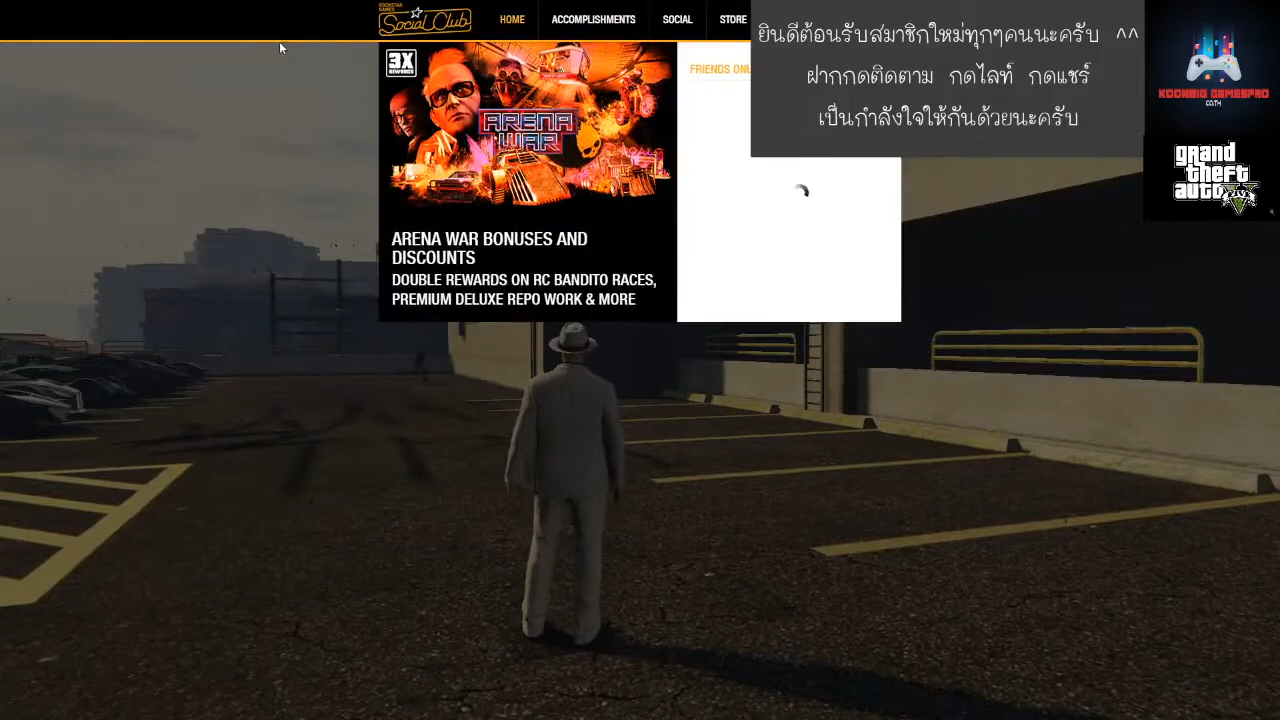 ROCKSTAR
GAMES
Social Club
HOME ACCOMPLISHMENTS SOCIAL STORE
3X
REWARDS
ARENA
WAR
ARENA WAR BONUSES AND
DISCOUNTS
DOUBLE REWARDS ON RC BANDITO RACES,
PREMIUM DELUXE REPO WORK & MORE
FRIENDS ONL
ยินดีต้อนรับสมาชิกใหม่ทุกๆคนนะครับ ^^
ฝากกดติดตาม กดไลท์ กดแชร์
เป็นกำลังใจให้กันด้วยนะครับ
KOONBIG GAMESPRO
CO.TH
grand
theft
auto V